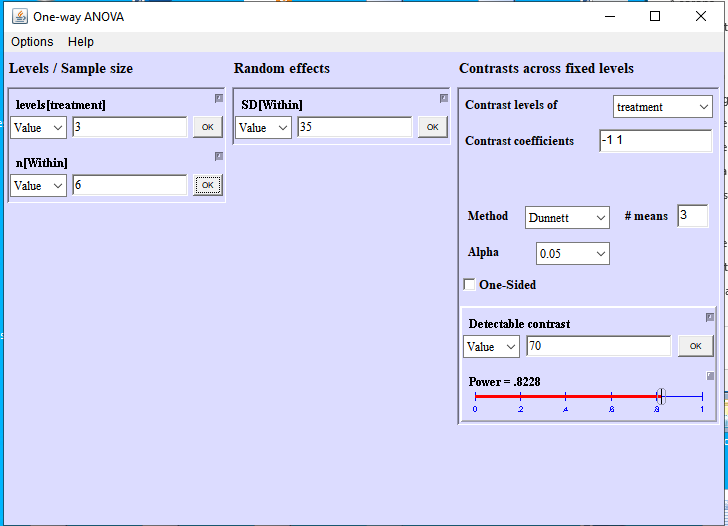 One-way ANOVA
Options Help
Levels / Sample size
levels[treatment]
Value 3 OK
n[Within]
Value 6 OK
Random effects
SD[Within]
Value 35 OK
Contrasts across fixed levels
Contrast levels of treatment
Contrast coefficients -1 1
Method Dunnett # means 3
Alpha 0.05
One-Sided
Detectable contrast
Value 70 OK
Power = .8228
0 .2 .4 .6 .8 1